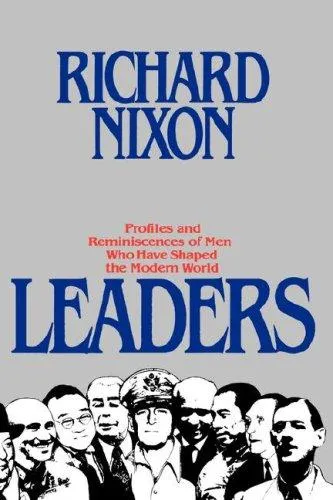 RICHARD
NIXON
Profiles and
Reminiscences of Men
Who Have Shaped
the Modern World
LEADERS